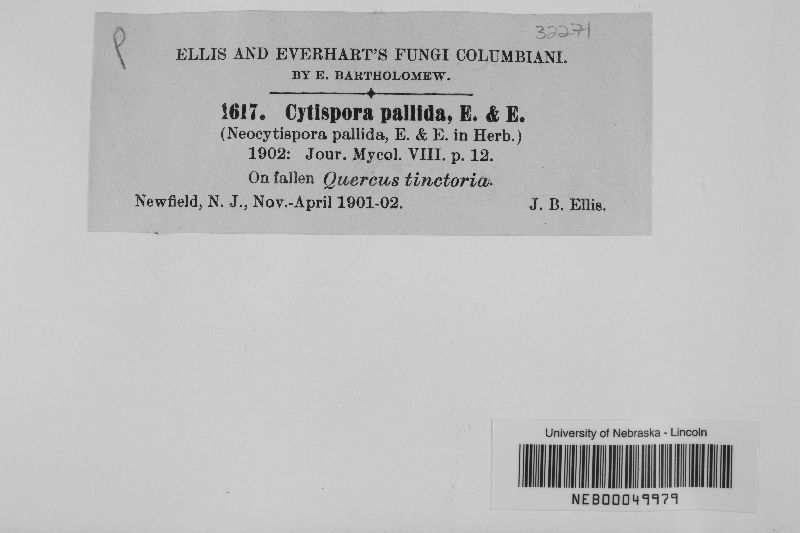 P
32271
ELLIS AND EVERHART'S FUNGI COLUMBIANI.
BY E. BARTHOLOMEW.
1617. Cytispora pallida, E. & E.
(Neocytispora pallida, E. & E. in Herb.)
1902: Jour. Mycol. VIII. p. 12.
On fallen Quercus tinctoria.
Newfield, N. J., Nov.-April 1901-02. J. B. Ellis.
University of Nebraska - Lincoln
NEB00049979